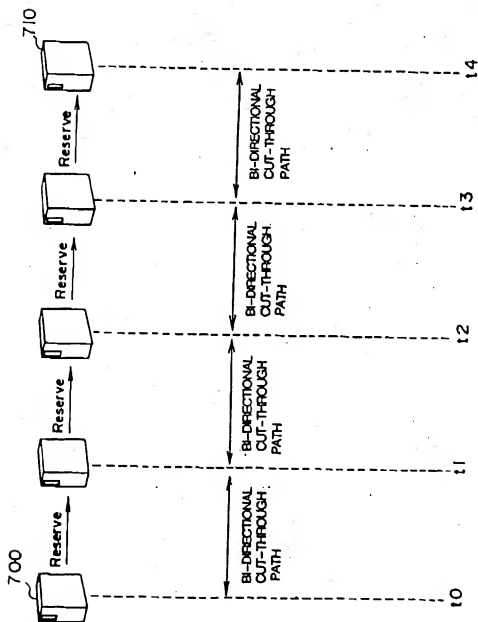 700
710
Reserve
Reserve
Reserve
Reserve
BI-DIRECTIONAL
CUT-THROUGH
PATH
BI-DIRECTIONAL
CUT-THROUGH
PATH
BI-DIRECTIONAL
CUT-THROUGH
PATH
BI-DIRECTIONAL
CUT-THROUGH
PATH
t0
t1
t2
t3
t4